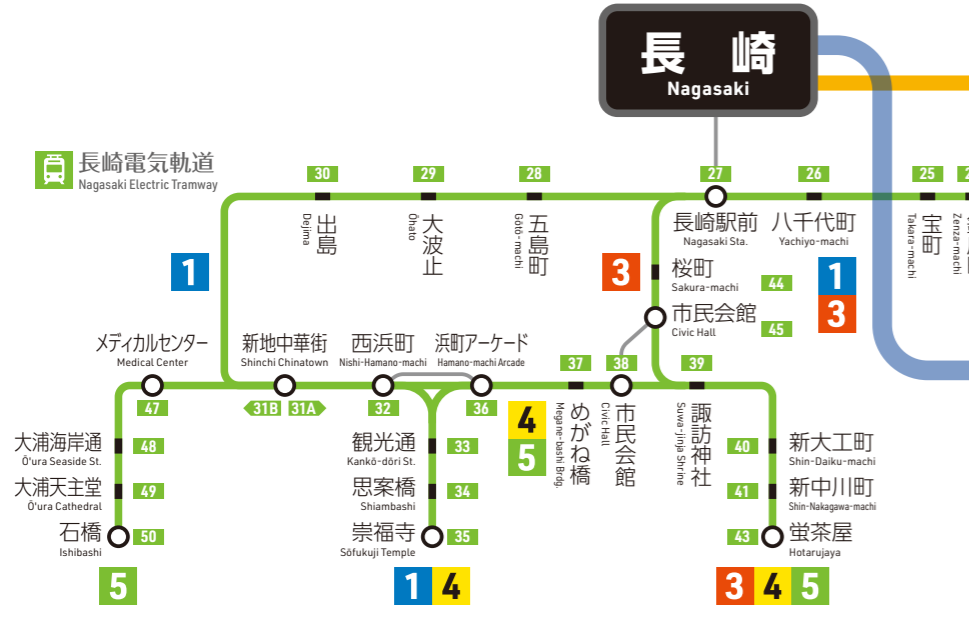 長崎
Nagasaki
長崎電気軌道
Nagasaki Electric Tramway
30
29
28
27
26
25
出島
Dejima
大波止
Ōhato
五島町
Gotō-machi
長崎駅前
Nagasaki Sta.
八千代町
Yachiyo-machi
宝町
Takara-machi
Zenza-machi
1
3
桜町
Sakura-machi
44
市民会館
Civic Hall
45
1
3
メディカルセンター
Medical Center
新地中華街
Shinchi Chinatown
西浜町
Nishi-Hamano-machi
浜町アーケード
Hamano-machi Arcade
37
38
39
47
31B
31A
32
36
4
5
めがね橋
Megane-bashi Brdg.
市民会館
Civic Hall
諏訪神社
Suwa-jinja Shrine
大浦海岸通
Ō'ura Seaside St.
48
観光通
Kankō-dōri St.
33
40
新大工町
Shin-Daiku-machi
大浦天主堂
Ō'ura Cathedral
49
思案橋
Shiambashi
34
41
新中川町
Shin-Nakagawa-machi
石橋
Ishibashi
50
崇福寺
Sōfukuji Temple
35
43
蛍茶屋
Hotarujaya
5
1 4
3 4 5